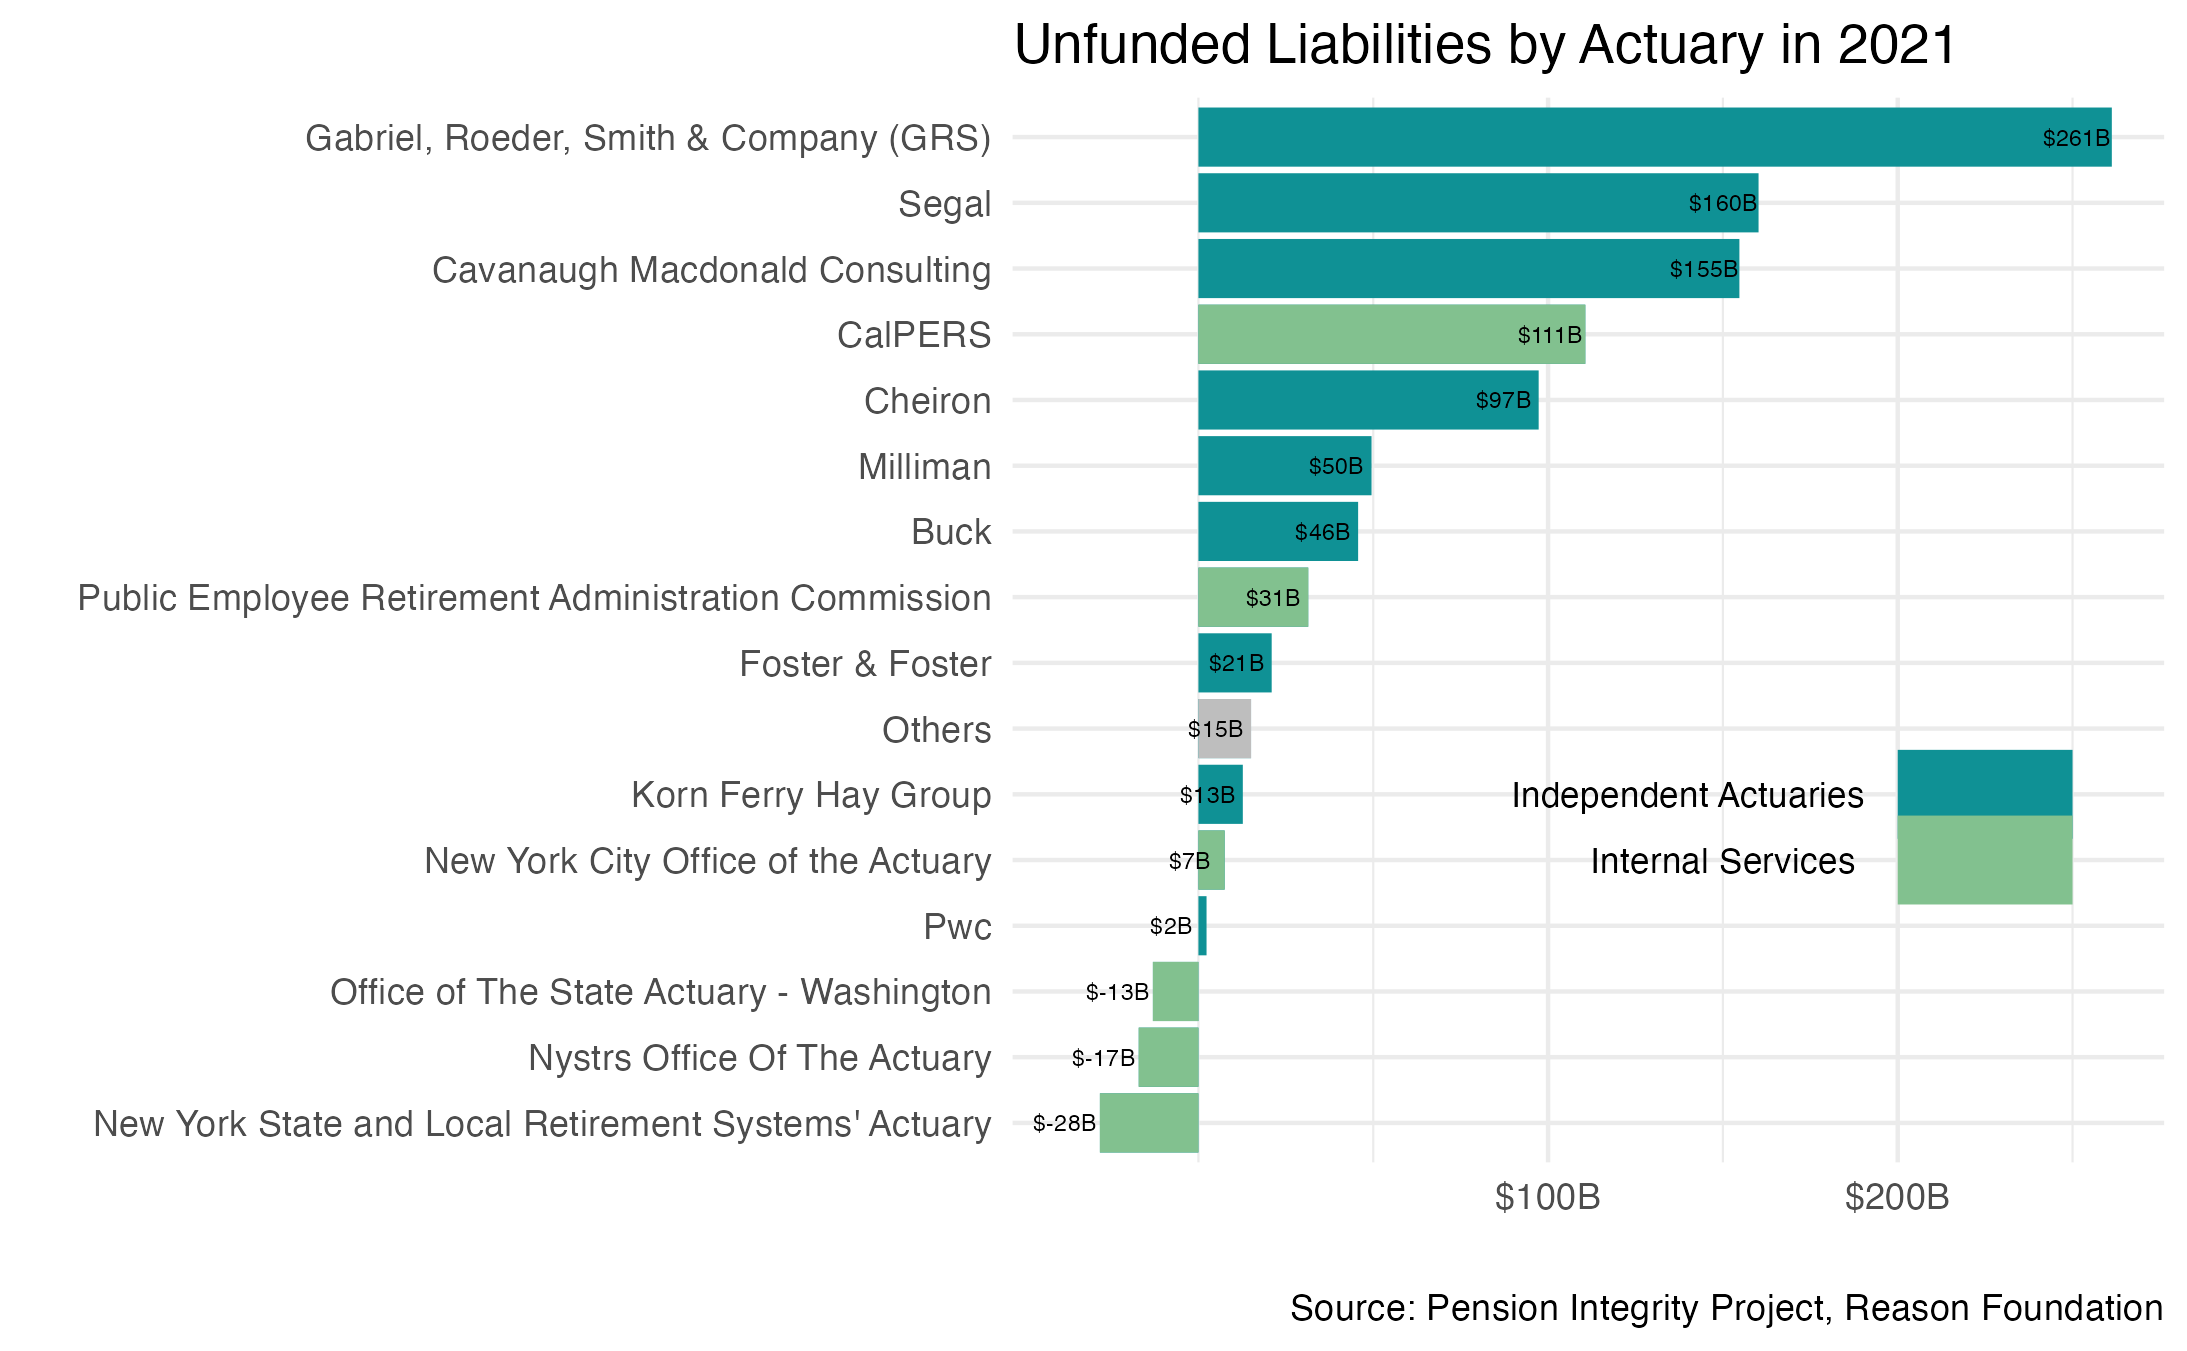 Unfunded Liabilities by Actuary in 2021
Gabriel, Roeder, Smith & Company (GRS) $261B
Segal $160B
Cavanaugh Macdonald Consulting $155B
CalPERS $111B
Cheiron $97B
Milliman $50B
Buck $46B
Public Employee Retirement Administration Commission $31B
Foster & Foster $21B
Others $15B
Korn Ferry Hay Group $13B Independent Actuaries
New York City Office of the Actuary $7B Internal Services
Pwc $2B
Office of The State Actuary - Washington $-13B
Nystrs Office Of The Actuary $-17B
New York State and Local Retirement Systems' Actuary $-28B
$100B $200B
Source: Pension Integrity Project, Reason Foundation